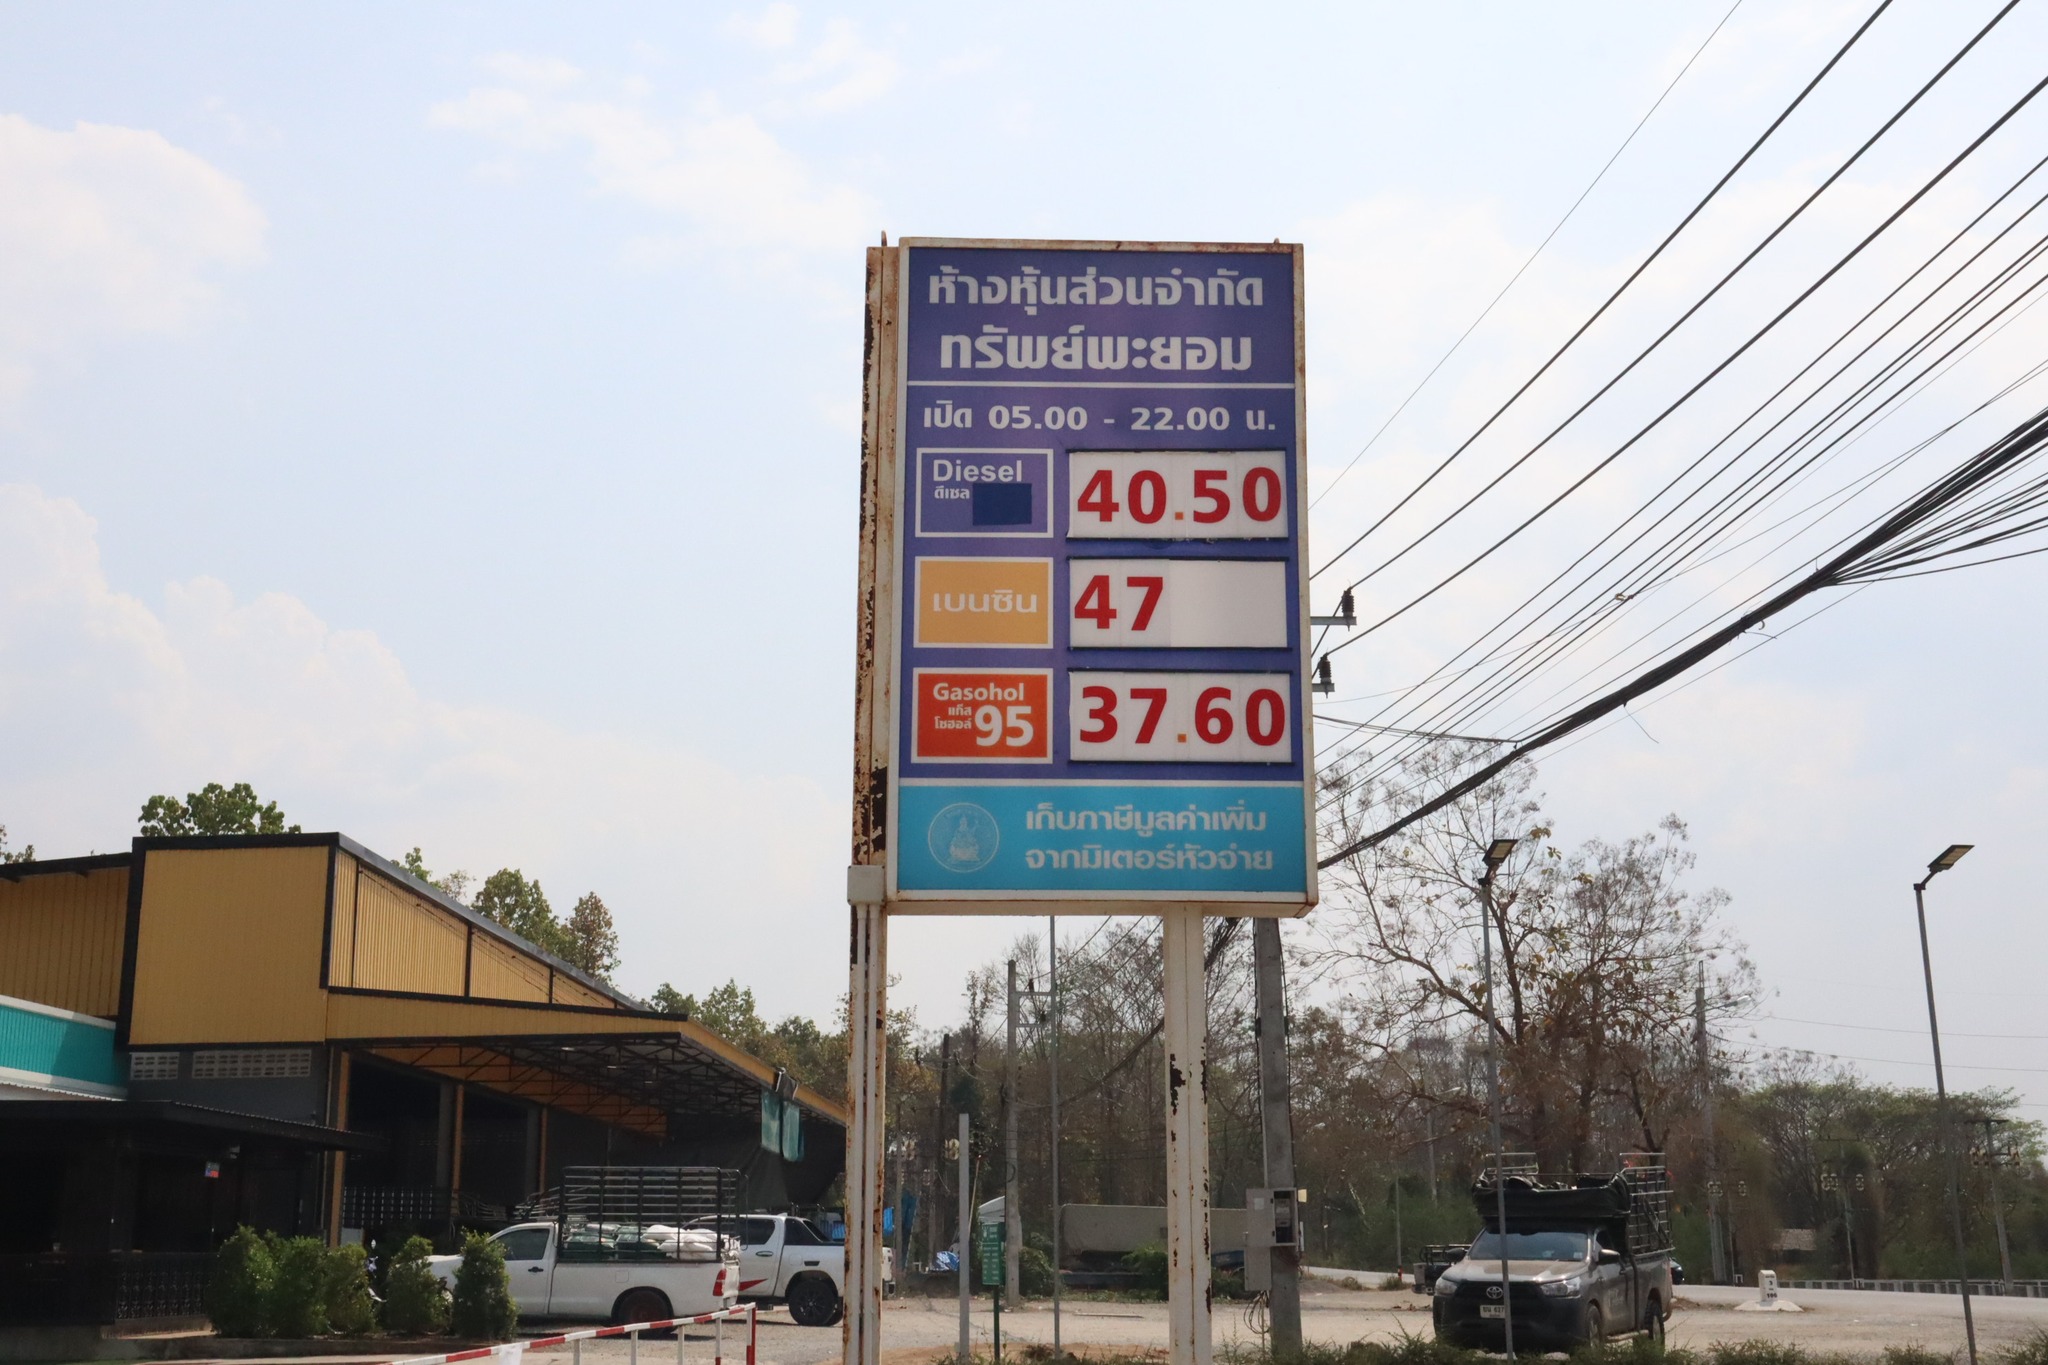 ห้างหุ้นส่วนจำกัด
ทรัพย์พะยอม
เปิด 05.00 - 22.00 น.
Diesel
ดีเซล
40.50
เบนซิน
47
Gasohol
แก๊ส
โซฮอล์
95
37.60
เก็บภาษีมูลค่าเพิ่ม
จากมิเตอร์หัวจ่าย